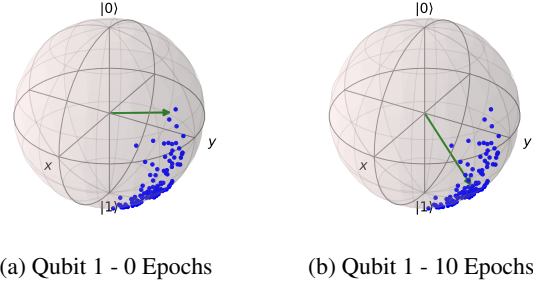 |0⟩
|0⟩
x
y
x
y
|1⟩
|1⟩
(a) Qubit 1 - 0 Epochs
(b) Qubit 1 - 10 Epochs